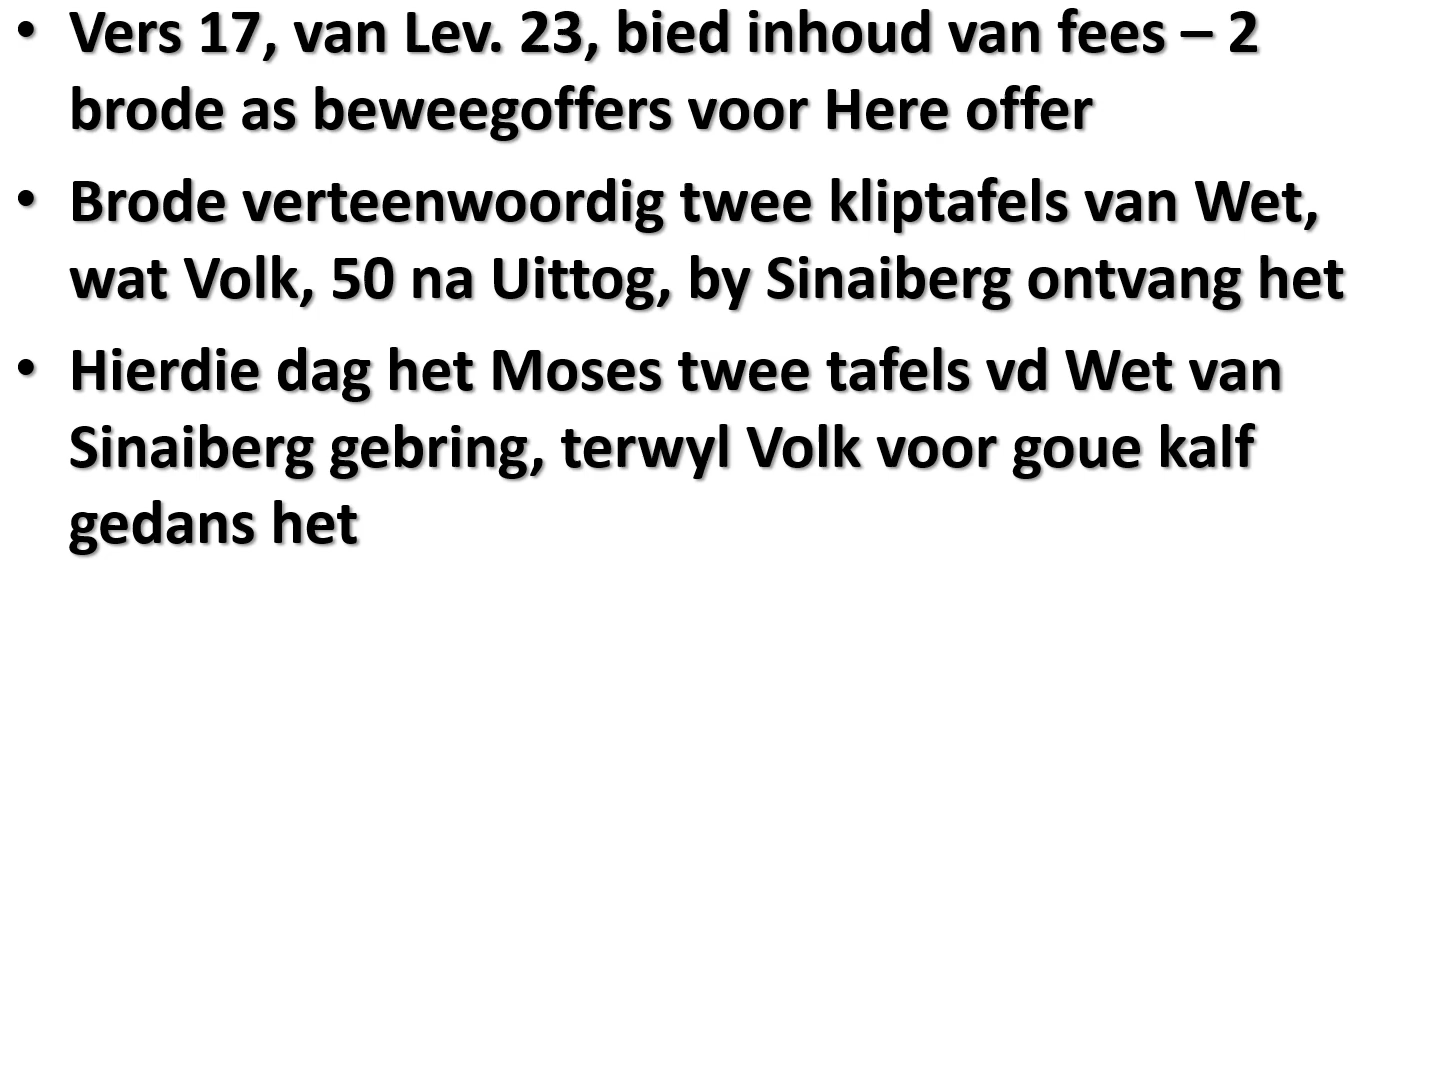 • Vers 17, van Lev. 23, bied inhoud van fees – 2
brode as beweegoffers voor Here offer
• Brode verteenwoordig twee kliptafels van Wet,
wat Volk, 50 na Uittog, by Sinaiberg ontvang het
• Hierdie dag het Moses twee tafels vd Wet van
Sinaiberg gebring, terwyl Volk voor goue kalf
gedans het